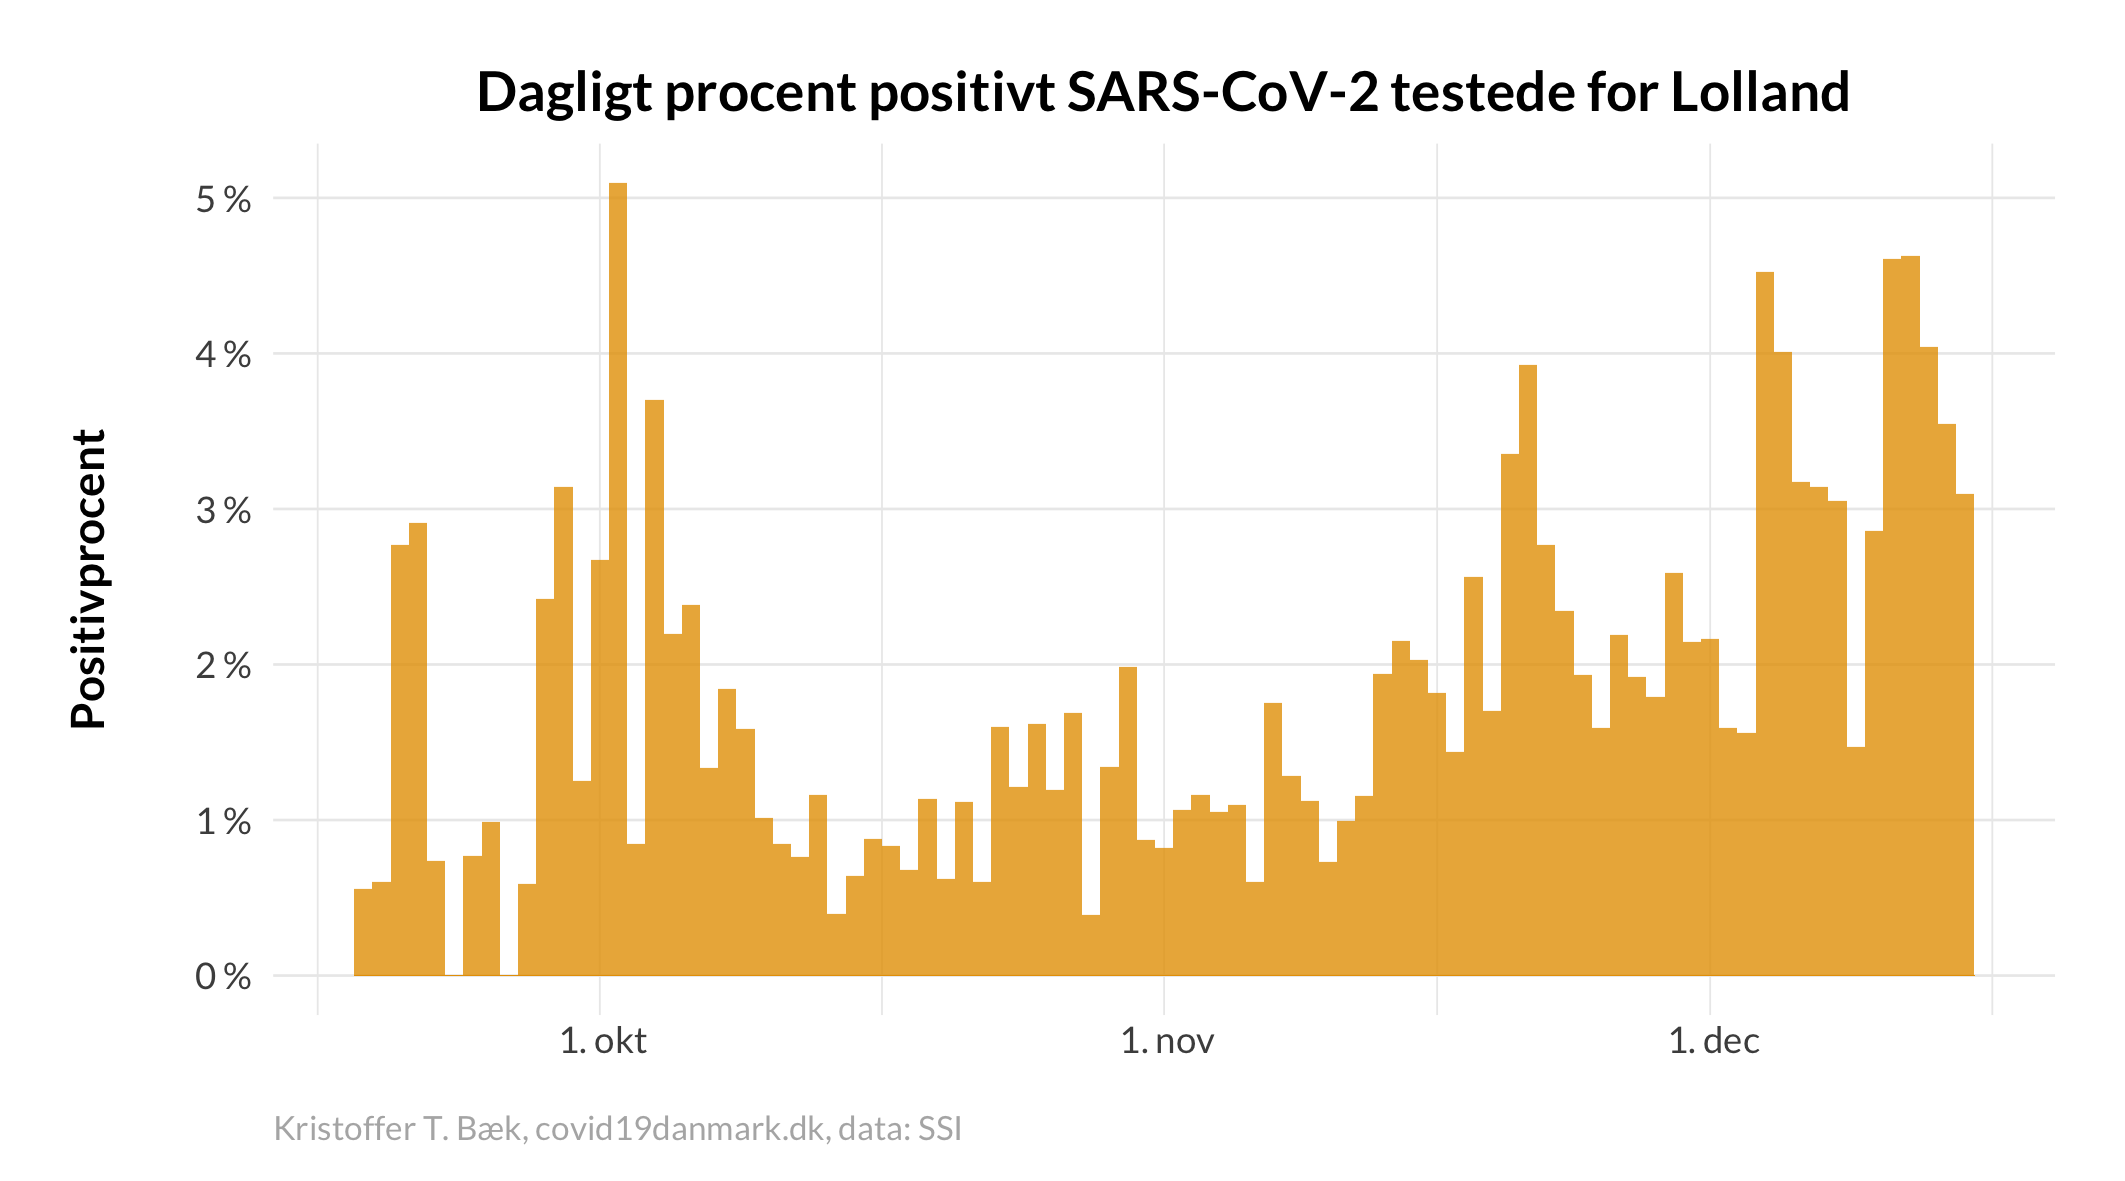 Dagligt procent positivt SARS-CoV-2 testede for Lolland
Positivprocent
5 %
4 %
3 %
2 %
1 %
0 %
1. okt
1. nov
1. dec
Kristoffer T. Bæk, covid19danmark.dk, data: SSI